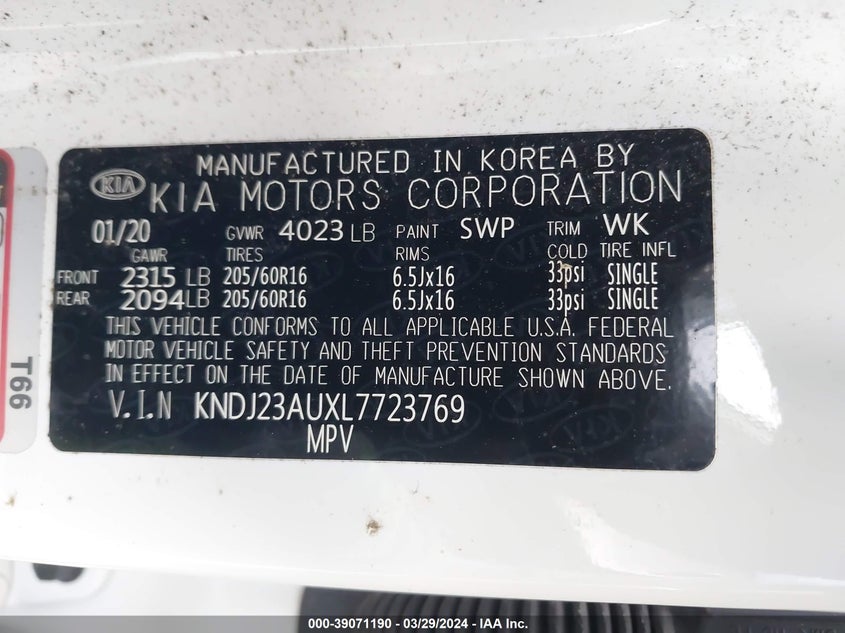 MANUFACTURED IN KOREA BY
KIA KIA MOTORS CORPORATION
01/20 GVWR 4023 LB PAINT SWP TRIM WK
GAWR TIRES RIMS COLD TIRE INFL
FRONT 2315 LB 205/60R16 6.5Jx16 33psi SINGLE
REAR 2094 LB 205/60R16 6.5Jx16 33psi SINGLE
THIS VEHICLE CONFORMS TO ALL APPLICABLE U.S.A. FEDERAL
MOTOR VEHICLE SAFETY AND THEFT PREVENTION STANDARDS
IN EFFECT ON THE DATE OF MANUFACTURE SHOWN ABOVE.
V.I.N KNDJ23AUXL7723769
MPV
T66
000-39071190 - 03/29/2024 - IAA Inc.